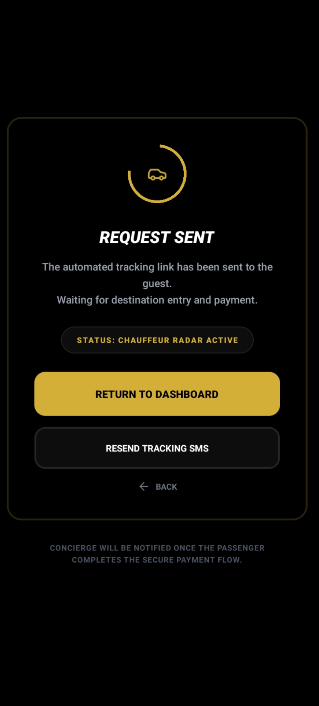 REQUEST SENT
The automated tracking link has been sent to the
guest.
Waiting for destination entry and payment.
STATUS: CHAUFFEUR RADAR ACTIVE
RETURN TO DASHBOARD
RESEND TRACKING SMS
← BACK
CONCIERGE WILL BE NOTIFIED ONCE THE PASSENGER
COMPLETES THE SECURE PAYMENT FLOW.